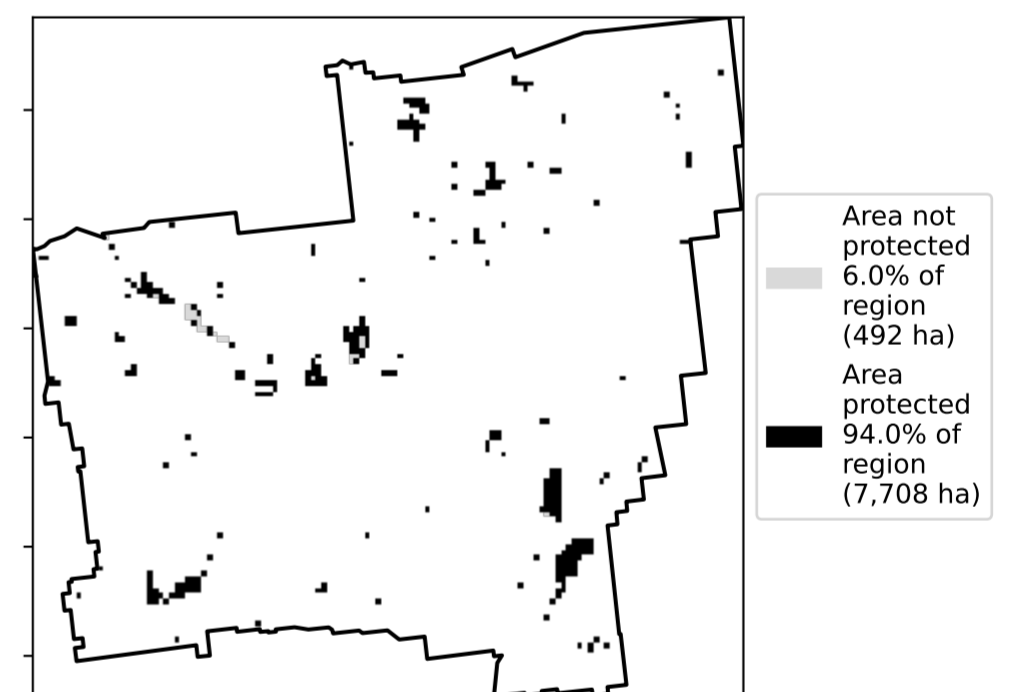 Area not
protected
6.0% of
region
(492 ha)
Area
protected
94.0% of
region
(7,708 ha)